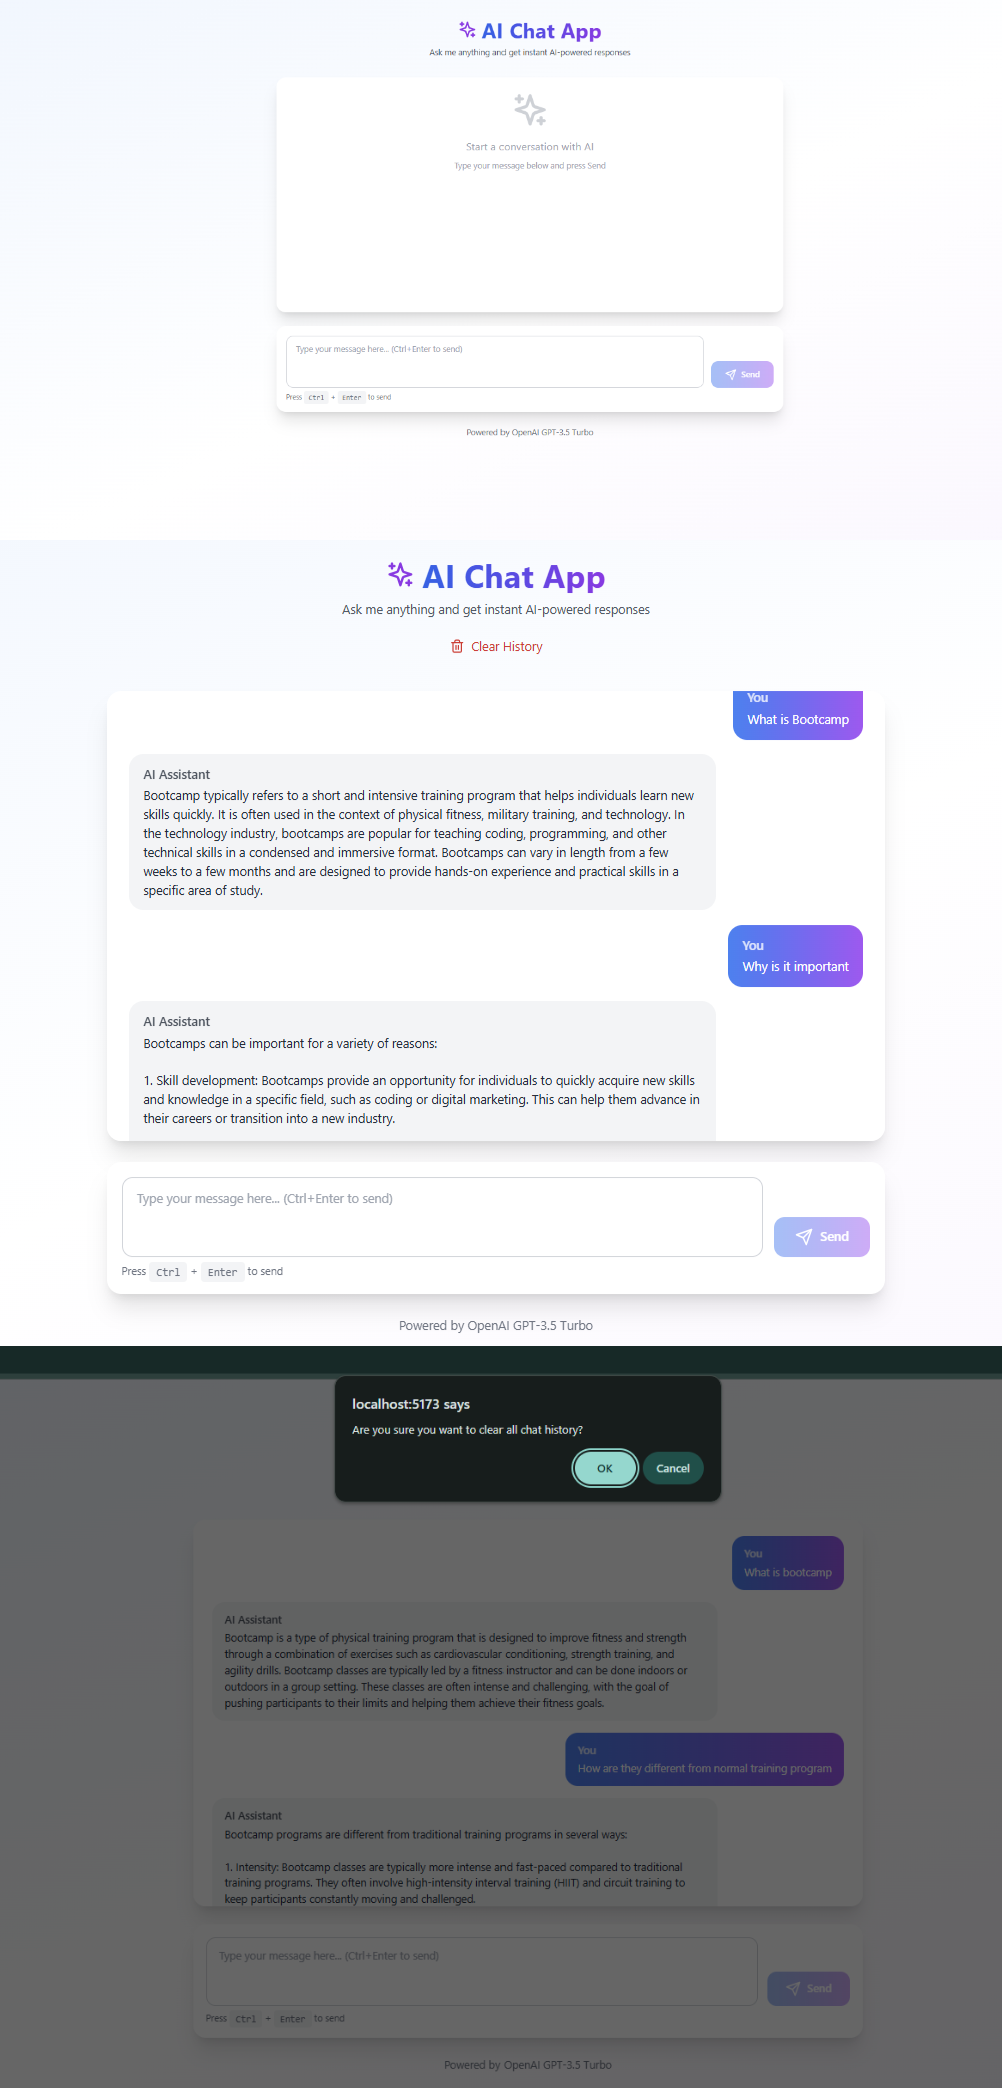 AI Chat App
Ask me anything and get instant AI-powered responses
Start a conversation with AI
Type your message below and press Send
Type your message here... (Ctrl+Enter to send)
Send
Press Ctrl + Enter to send
Powered by OpenAI GPT-3.5 Turbo
AI Chat App
Ask me anything and get instant AI-powered responses
Clear History
You
What is Bootcamp
AI Assistant
Bootcamp typically refers to a short and intensive training program that helps individuals learn new
skills quickly. It is often used in the context of physical fitness, military training, and technology. In
the technology industry, bootcamps are popular for teaching coding, programming, and other
technical skills in a condensed and immersive format. Bootcamps can vary in length from a few
weeks to a few months and are designed to provide hands-on experience and practical skills in a
specific area of study.
You
Why is it important
AI Assistant
Bootcamps can be important for a variety of reasons:
1. Skill development: Bootcamps provide an opportunity for individuals to quickly acquire new skills
and knowledge in a specific field, such as coding or digital marketing. This can help them advance in
their careers or transition into a new industry.
Type your message here... (Ctrl+Enter to send)
Send
Press Ctrl + Enter to send
Powered by OpenAI GPT-3.5 Turbo
localhost:5173 says
Are you sure you want to clear all chat history?
OK
Cancel
You
What is bootcamp
AI Assistant
Bootcamp is a type of physical training program that is designed to improve fitness and strength
through a combination of exercises such as cardiovascular conditioning, strength training, and
agility drills. Bootcamp classes are typically led by a fitness instructor and can be done indoors or
outdoors in a group setting. These classes are often intense and challenging, with the goal of
pushing participants to their limits and helping them achieve their fitness goals.
You
How are they different from normal training program
AI Assistant
Bootcamp programs are different from traditional training programs in several ways:
1. Intensity: Bootcamp classes are typically more intense and fast-paced compared to traditional
training programs. They often involve high-intensity interval training (HIIT) and circuit training to
keep participants constantly moving and challenged.
Type your message here... (Ctrl+Enter to send)
Send
Press Ctrl + Enter to send
Powered by OpenAI GPT-3.5 Turbo